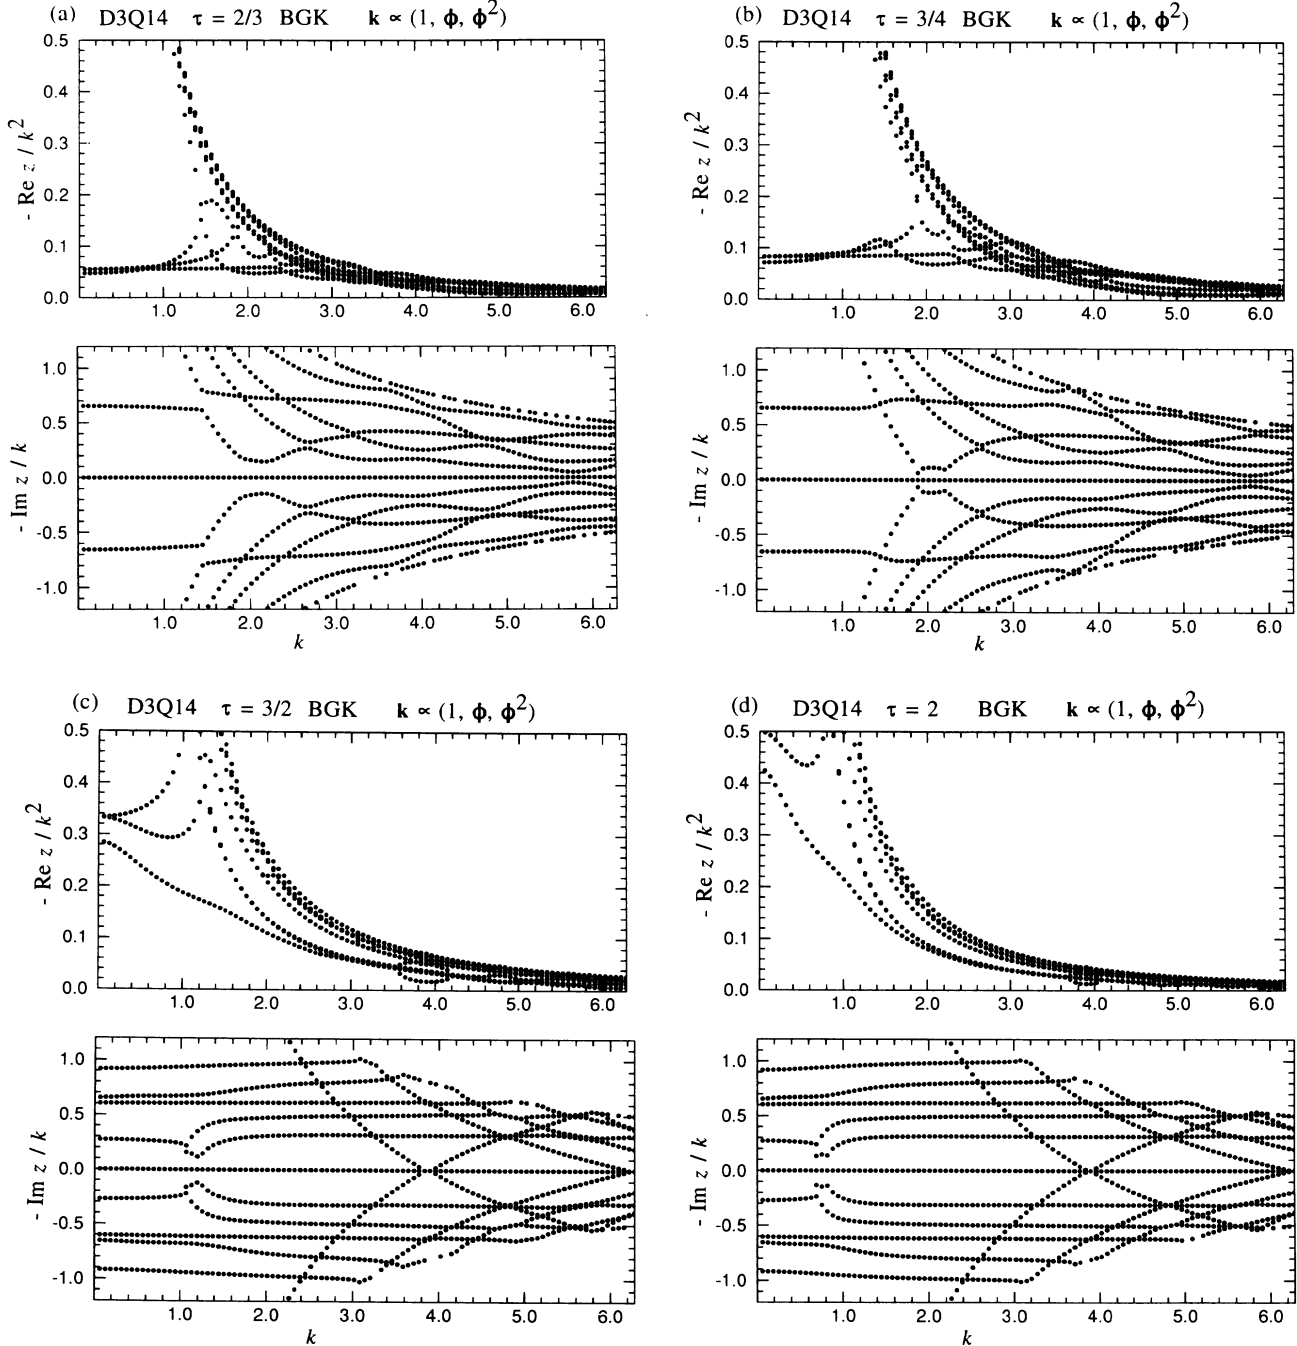 (a) D3Q14 τ = 2/3 BGK k ∝ (1, ϕ, ϕ²)
0.5
0.4
0.3
0.2
0.1
0.0
- Re z / k²
1.0 2.0 3.0 4.0 5.0 6.0
1.0
0.5
0.0
-0.5
-1.0
- Im z / k
1.0 2.0 3.0 4.0 5.0 6.0
k
(b) D3Q14 τ = 3/4 BGK k ∝ (1, ϕ, ϕ²)
0.5
0.4
0.3
0.2
0.1
0.0
- Re z / k²
1.0 2.0 3.0 4.0 5.0 6.0
1.0
0.5
0.0
-0.5
-1.0
- Im z / k
1.0 2.0 3.0 4.0 5.0 6.0
k
(c) D3Q14 τ = 3/2 BGK k ∝ (1, ϕ, ϕ²)
0.5
0.4
0.3
0.2
0.1
0.0
- Re z / k²
1.0 2.0 3.0 4.0 5.0 6.0
1.0
0.5
0.0
-0.5
-1.0
- Im z / k
1.0 2.0 3.0 4.0 5.0 6.0
k
(d) D3Q14 τ = 2 BGK k ∝ (1, ϕ, ϕ²)
0.5
0.4
0.3
0.2
0.1
0.0
- Re z / k²
1.0 2.0 3.0 4.0 5.0 6.0
1.0
0.5
0.0
-0.5
-1.0
- Im z / k
1.0 2.0 3.0 4.0 5.0 6.0
k